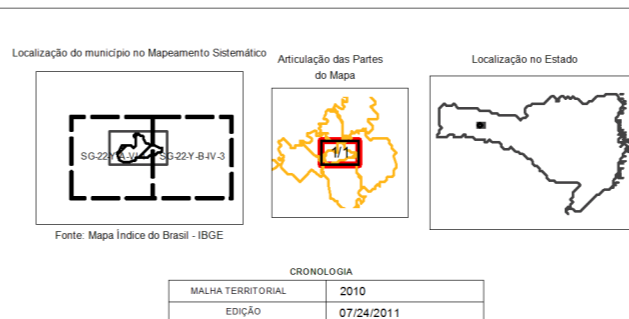 Localização do município no Mapeamento Sistemático
Articulação das Partes
do Mapa
Localização no Estado
SG-22-Y-B-IV-3
1/1
Fonte: Mapa Índice do Brasil - IBGE
CRONOLOGIA
MALHA TERRITORIAL 2010
EDIÇÃO 07/24/2011